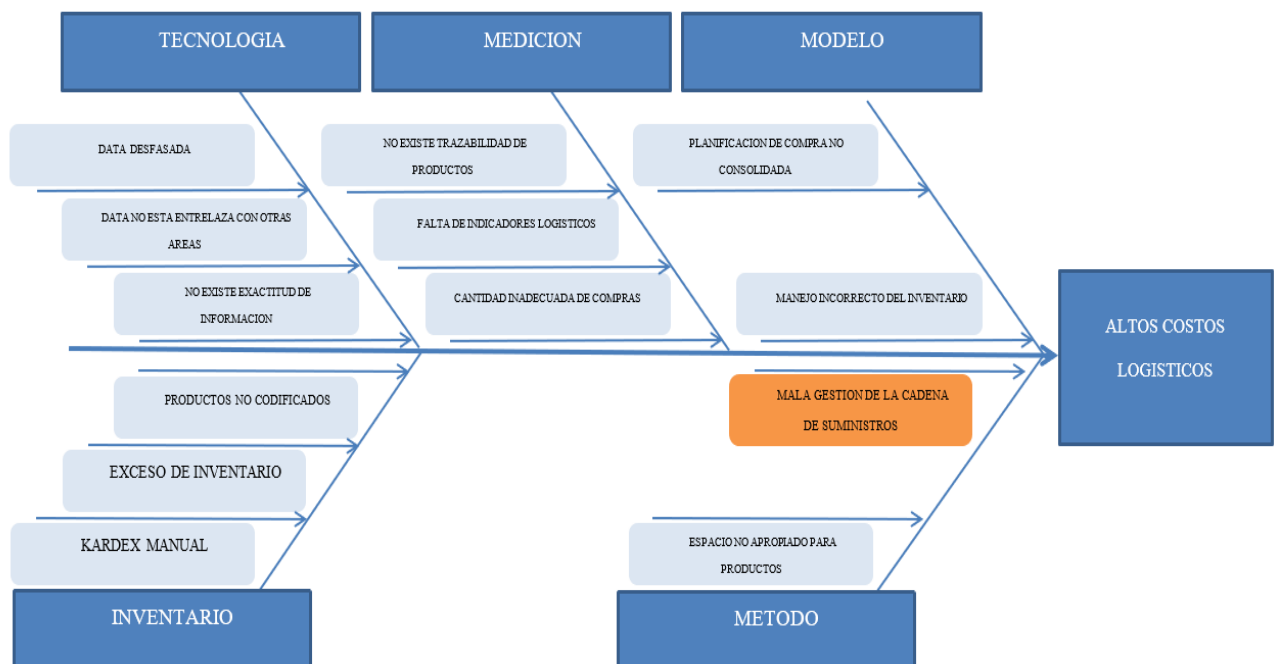 TECNOLOGIA
MEDICION
MODELO
DATA DESFASADA
NO EXISTE TRAZABILIDAD DE
PRODUCTOS
PLANIFICACION DE COMPRA NO
CONSOLIDADA
DATA NO ESTA ENTRELAZA CON OTRAS
AREAS
FALTA DE INDICADORES LOGISTICOS
NO EXISTE EXACTITUD DE
INFORMACION
CANTIDAD INADECUADA DE COMPRAS
MANEJO INCORRECTO DEL INVENTARIO
ALTOS COSTOS
LOGISTICOS
PRODUCTOS NO CODIFICADOS
MALA GESTION DE LA CADENA
DE SUMINISTROS
EXCESO DE INVENTARIO
KARDEX MANUAL
ESPACIO NO APROPIADO PARA
PRODUCTOS
INVENTARIO
METODO